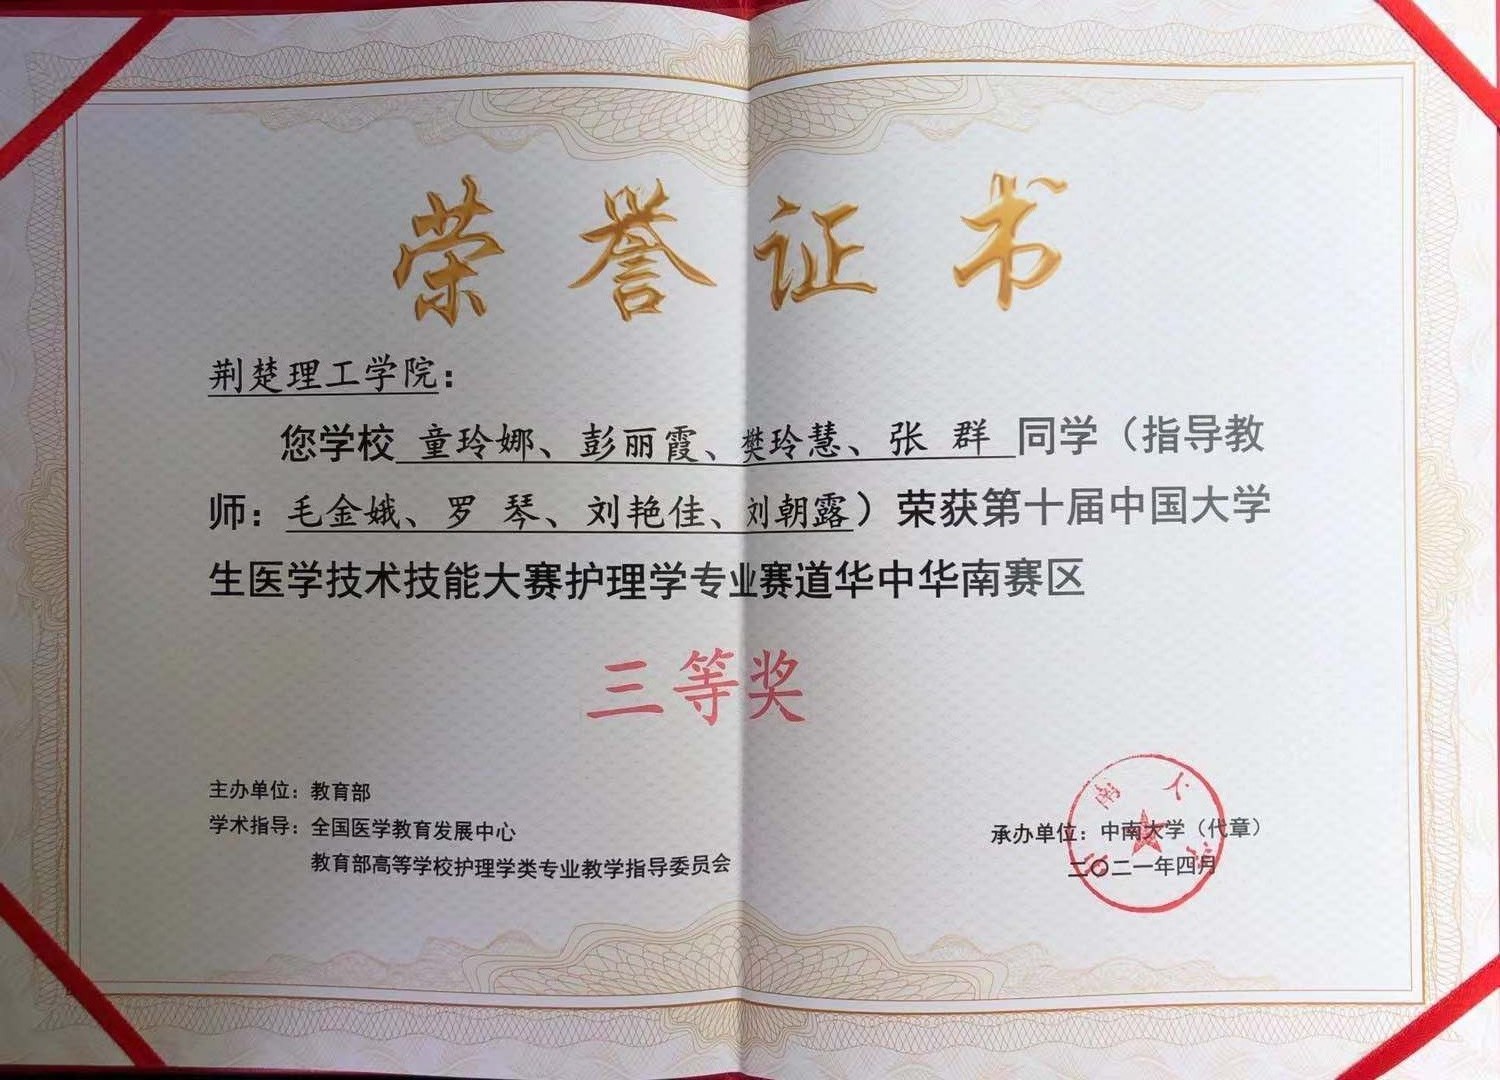 荣誉证书
荆楚理工学院：
您学校 童玲娜、彭丽霞、樊玲慧、张 群 同学（指导教
师：毛金娥、罗 琴、刘艳佳、刘朝露）荣获第十届中国大学
生医学技术技能大赛护理学专业赛道华中华南赛区
三等奖
主办单位：教育部
学术指导：全国医学教育发展中心
教育部高等学校护理学类专业教学指导委员会
承办单位：中南大学（代章）
二〇二一年四月
中南大学